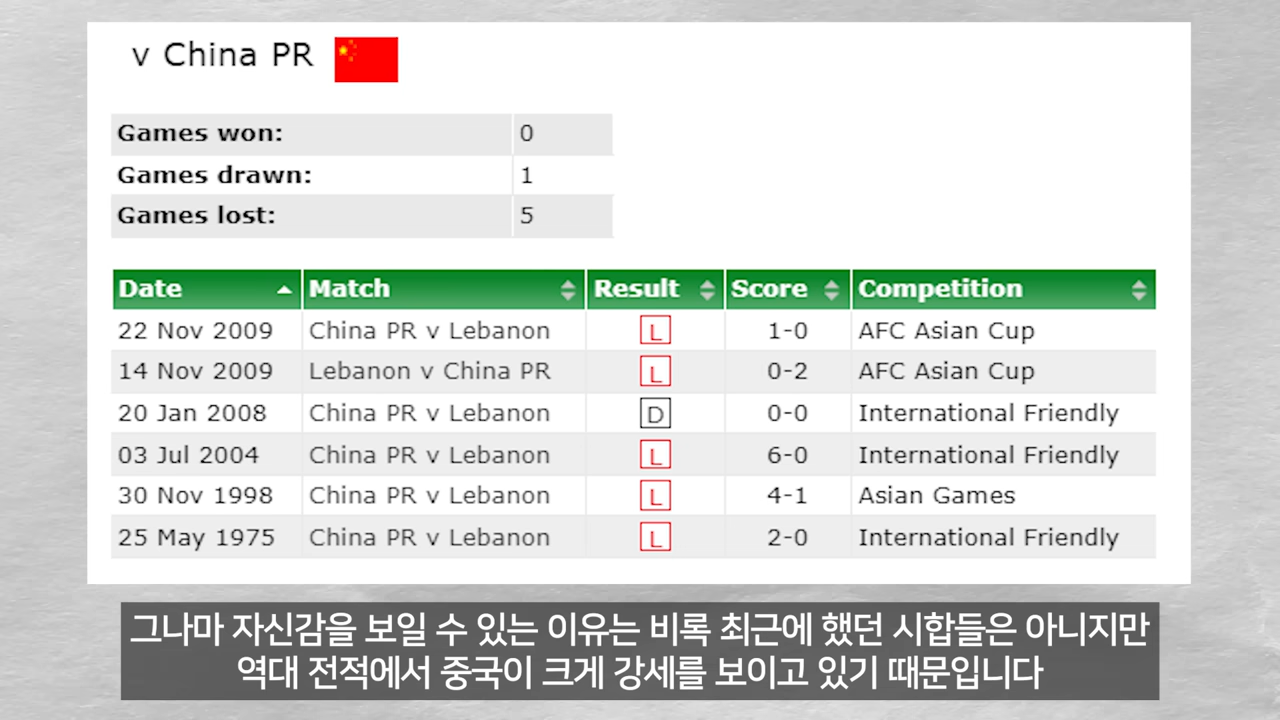 v China PR
Games won: 0
Games drawn: 1
Games lost: 5
Date Match Result Score Competition
22 Nov 2009 China PR v Lebanon L 1-0 AFC Asian Cup
14 Nov 2009 Lebanon v China PR L 0-2 AFC Asian Cup
20 Jan 2008 China PR v Lebanon D 0-0 International Friendly
03 Jul 2004 China PR v Lebanon L 6-0 International Friendly
30 Nov 1998 China PR v Lebanon L 4-1 Asian Games
25 May 1975 China PR v Lebanon L 2-0 International Friendly
그나마 자신감을 보일 수 있는 이유는 비록 최근에 했던 시합들은 아니지만
역대 전적에서 중국이 크게 강세를 보이고 있기 때문입니다